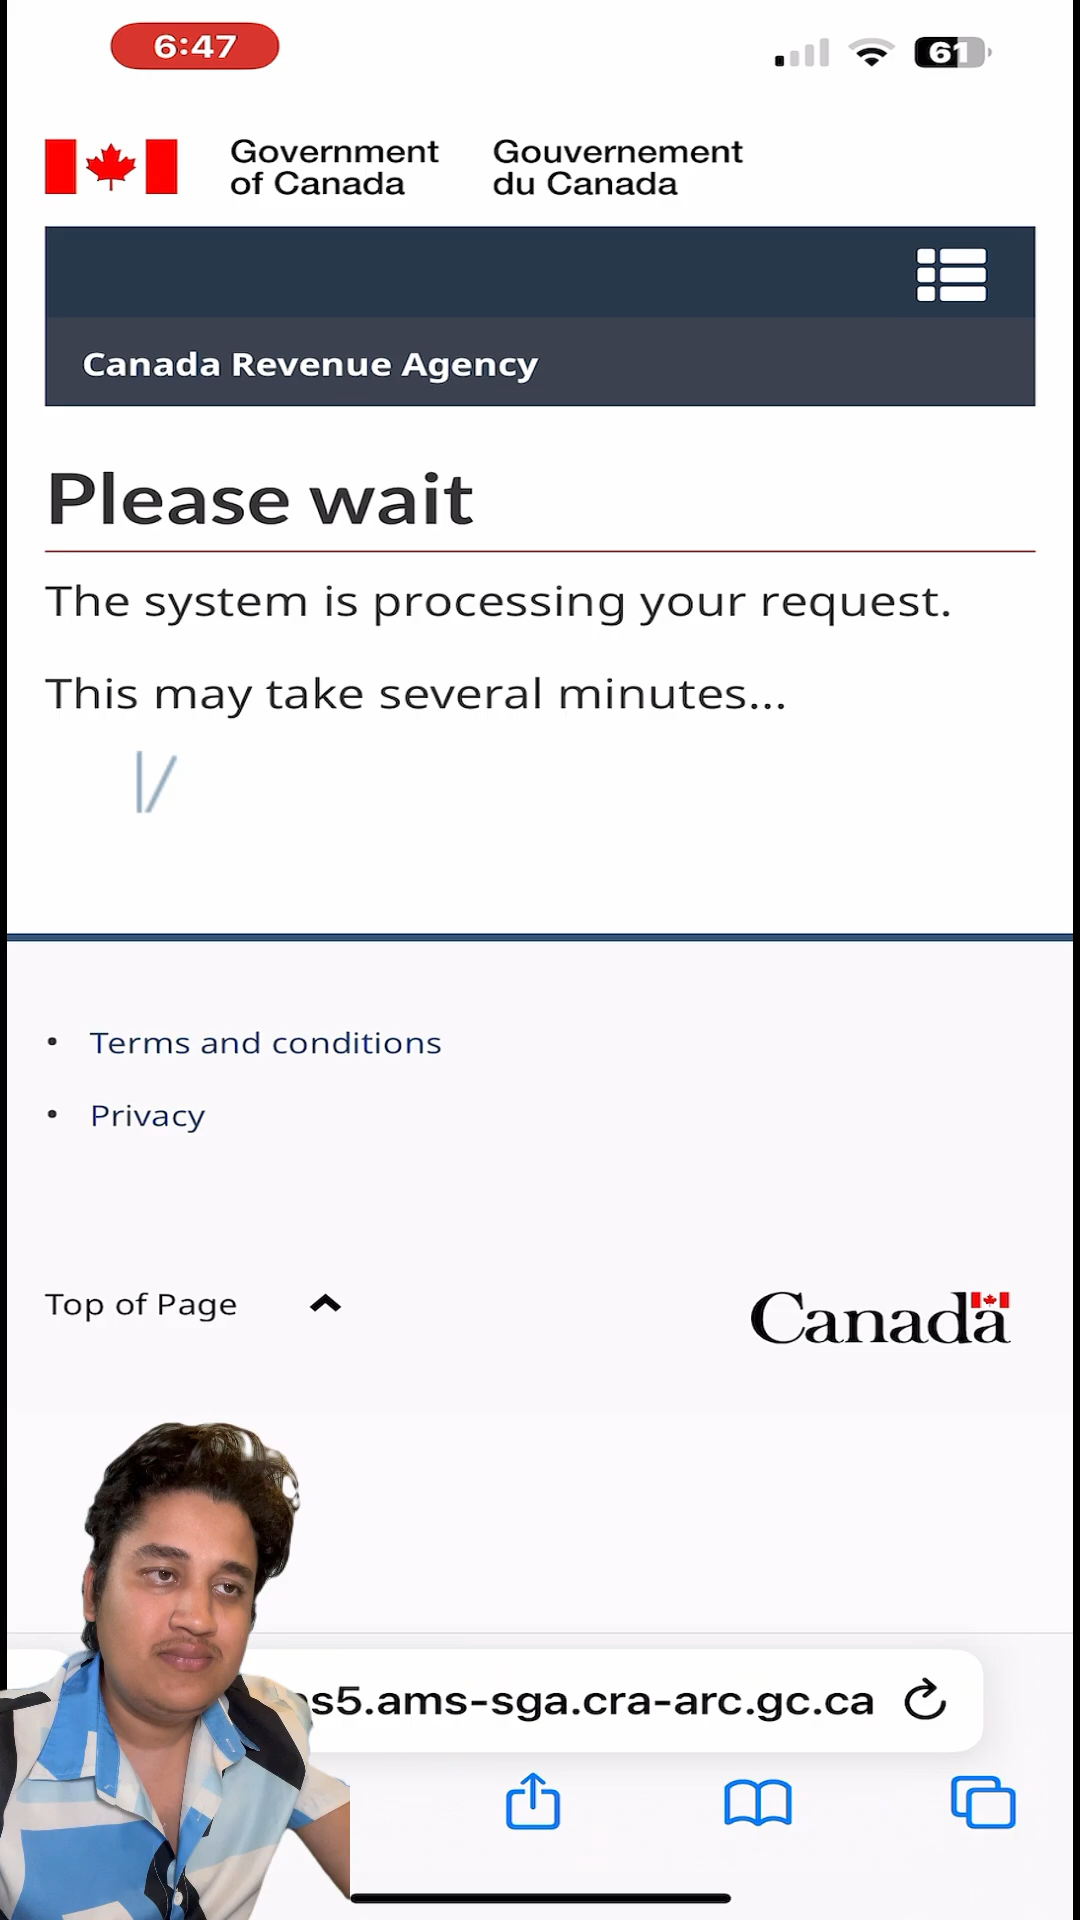 6:47
61
Government of Canada
Gouvernement du Canada
Canada Revenue Agency
Please wait
The system is processing your request.
This may take several minutes...
• Terms and conditions
• Privacy
Top of Page
Canada
s5.ams-sga.cra-arc.gc.ca